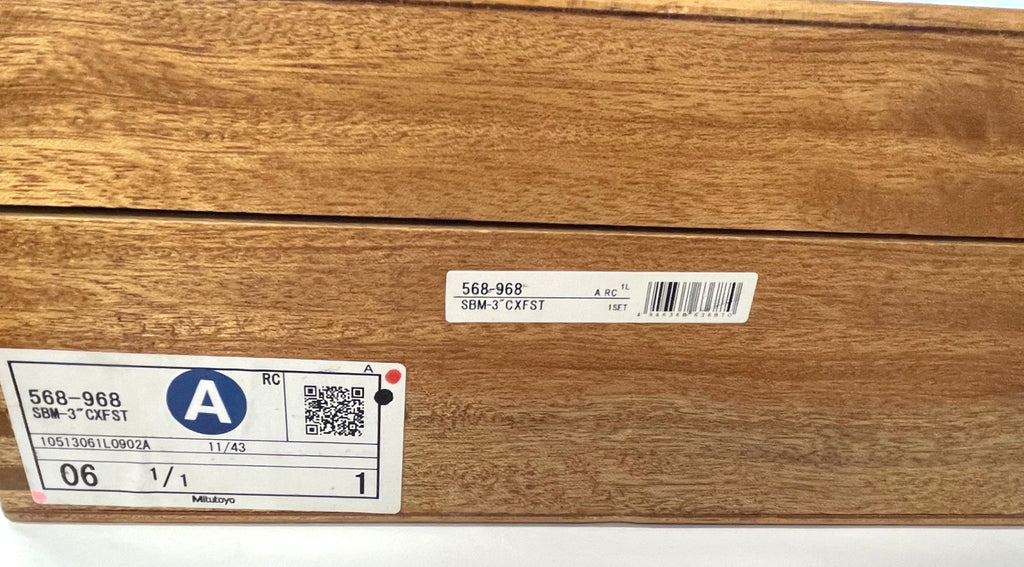 568-968
SBM-3"CXFST
A RC 1L
1SET
A
RC
568-968
SBM-3"CXFST
A
10513061L0902A 11/43
06 1/1 1
Mitutoyo